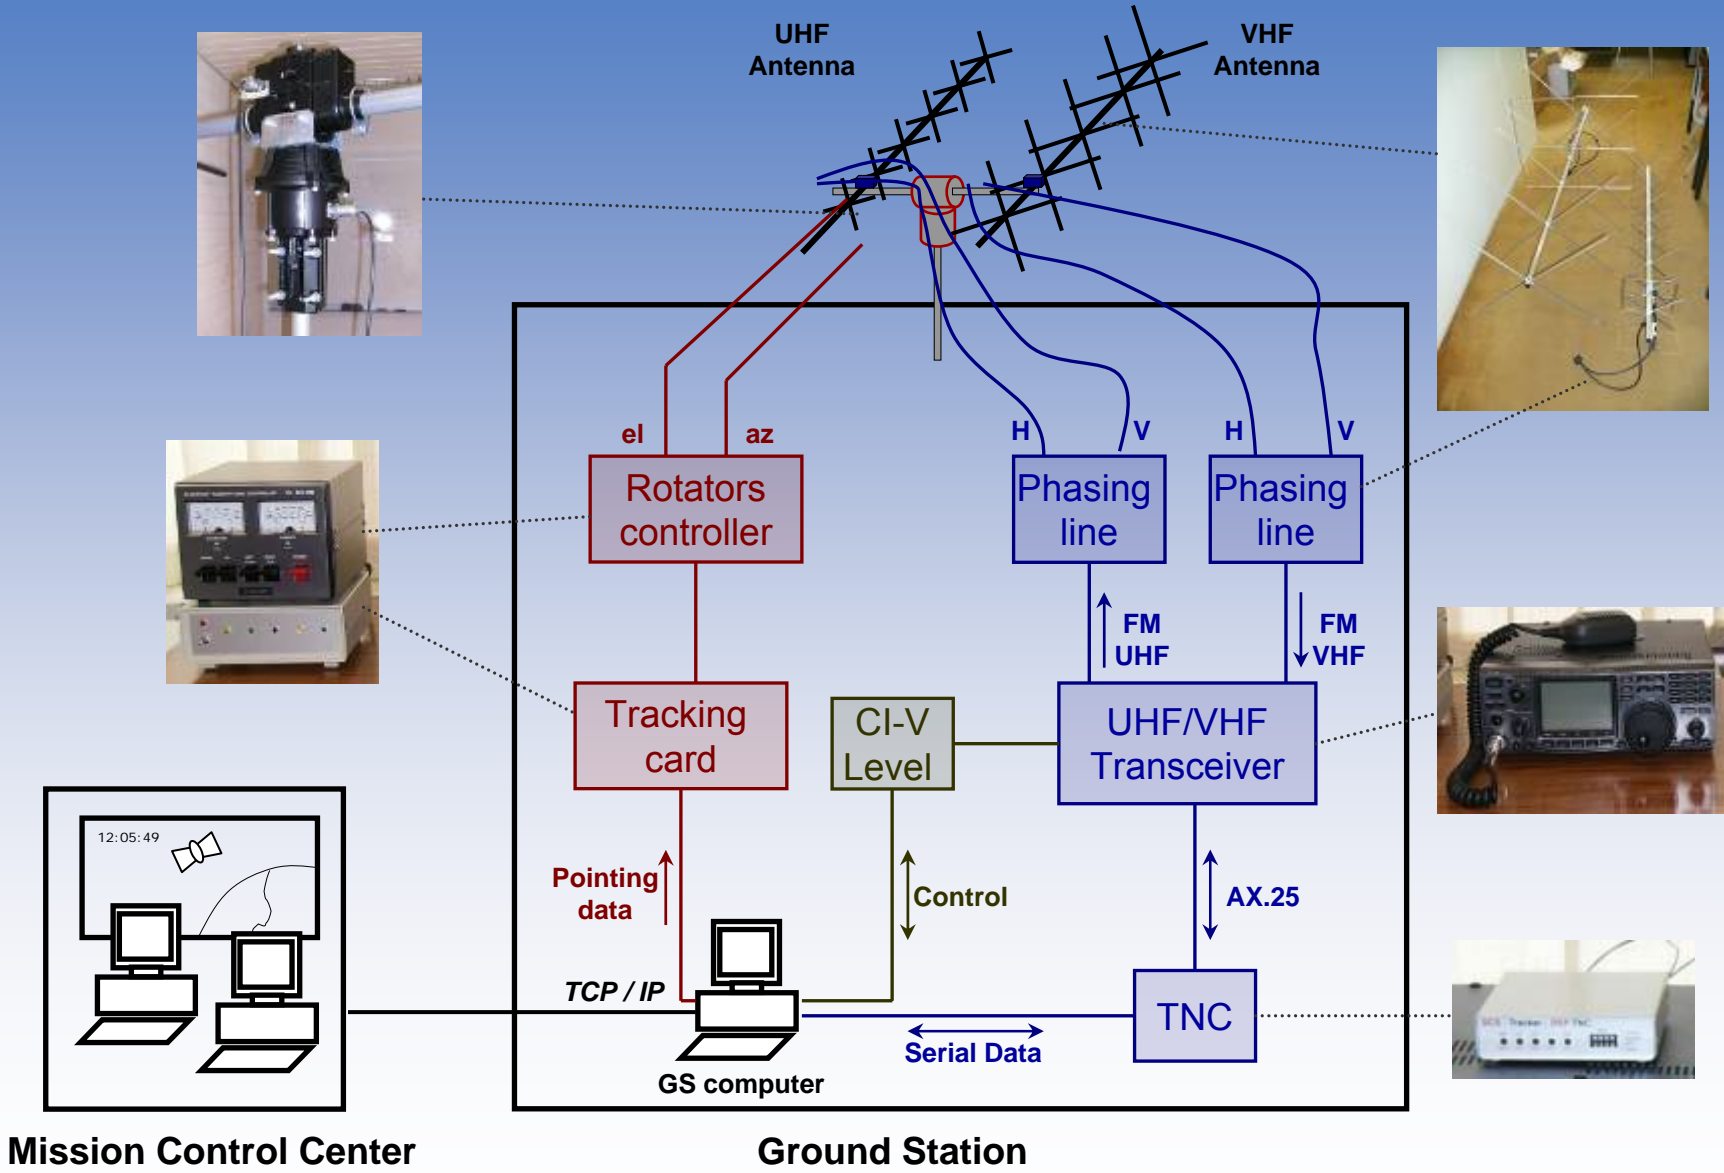 UHF
Antenna
VHF
Antenna
el
az
H
V
H
V
Rotators
controller
Phasing
line
Phasing
line
FM
UHF
FM
VHF
Tracking
card
CI-V
Level
UHF/VHF
Transceiver
12:05:49
Pointing
data
Control
AX.25
TCP / IP
TNC
Serial Data
GS computer
Tracker
TNC
Mission Control Center
Ground Station